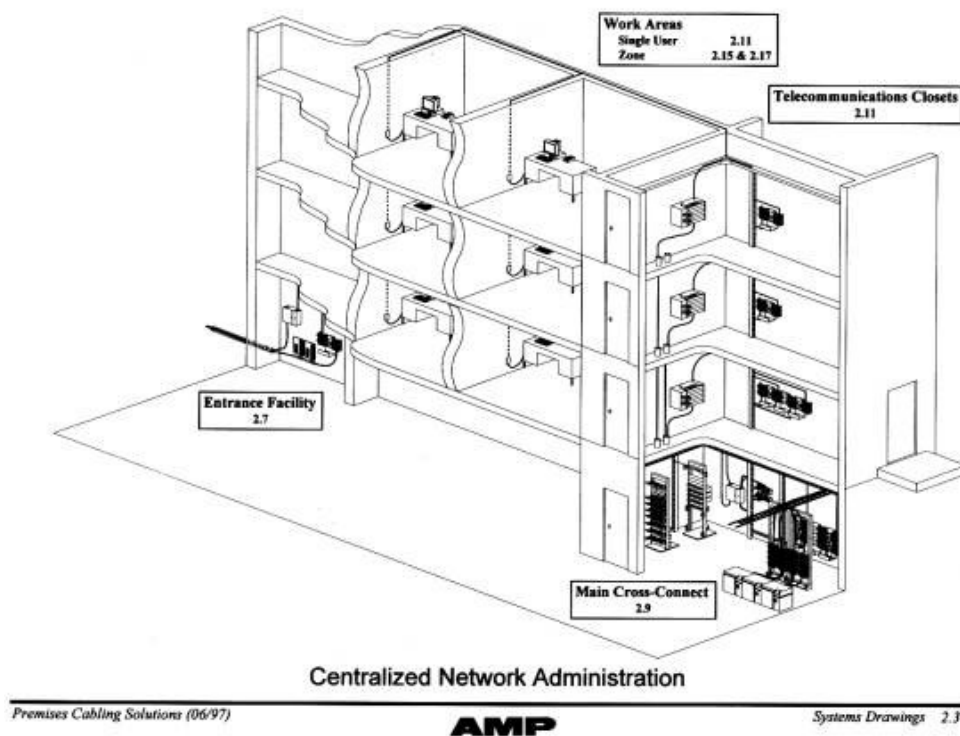 Work Areas
Single User 2.11
Zone 2.15 & 2.17
Telecommunications Closets
2.11
Entrance Facility
2.7
Main Cross-Connect
2.9
Centralized Network Administration
Premises Cabling Solutions (06/97)
AMP
Systems Drawings 2.3